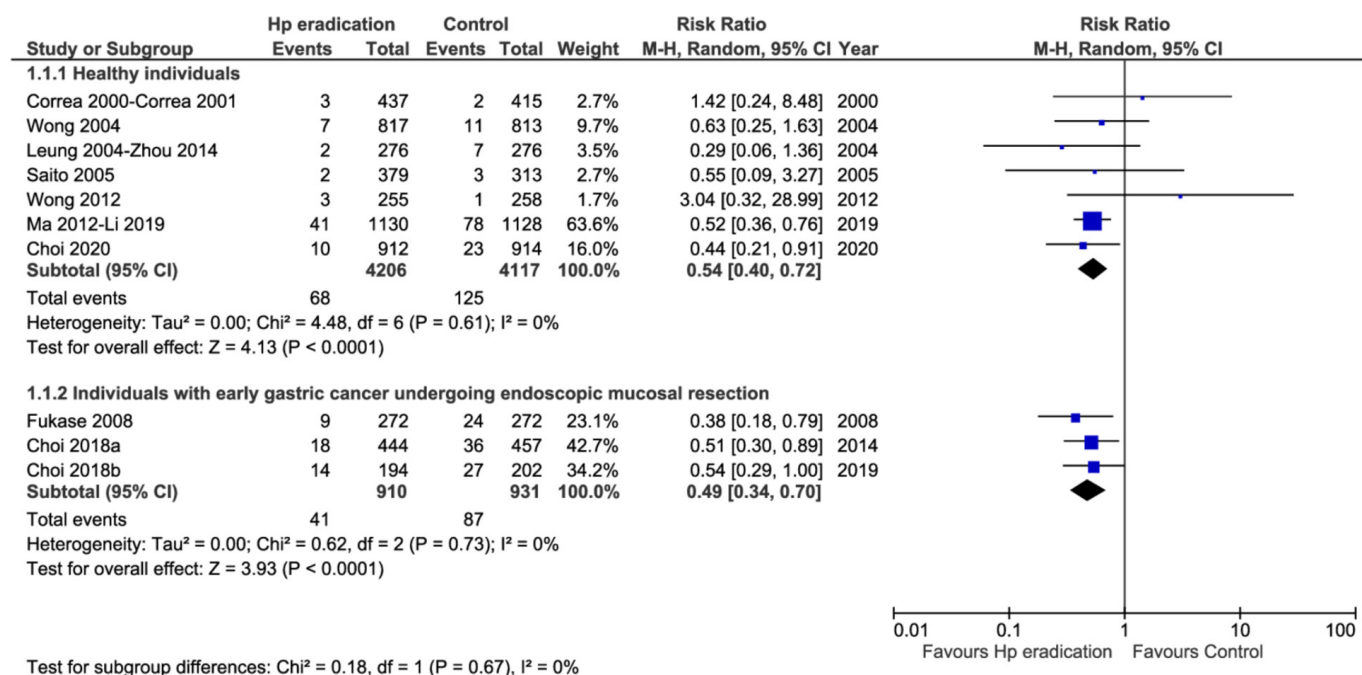 Hp eradication Control Risk Ratio Risk Ratio
Study or Subgroup Events Total Events Total Weight M-H, Random, 95% CI Year M-H, Random, 95% CI
1.1.1 Healthy individuals
Correa 2000-Correa 2001 3 437 2 415 2.7% 1.42 [0.24, 8.48] 2000
Wong 2004 7 817 11 813 9.7% 0.63 [0.25, 1.63] 2004
Leung 2004-Zhou 2014 2 276 7 276 3.5% 0.29 [0.06, 1.36] 2004
Saito 2005 2 379 3 313 2.7% 0.55 [0.09, 3.27] 2005
Wong 2012 3 255 1 258 1.7% 3.04 [0.32, 28.99] 2012
Ma 2012-Li 2019 41 1130 78 1128 63.6% 0.52 [0.36, 0.76] 2019
Choi 2020 10 912 23 914 16.0% 0.44 [0.21, 0.91] 2020
Subtotal (95% CI) 4206 4117 100.0% 0.54 [0.40, 0.72]
Total events 68 125
Heterogeneity: Tau² = 0.00; Chi² = 4.48, df = 6 (P = 0.61); I² = 0%
Test for overall effect: Z = 4.13 (P < 0.0001)
1.1.2 Individuals with early gastric cancer undergoing endoscopic mucosal resection
Fukase 2008 9 272 24 272 23.1% 0.38 [0.18, 0.79] 2008
Choi 2018a 18 444 36 457 42.7% 0.51 [0.30, 0.89] 2014
Choi 2018b 14 194 27 202 34.2% 0.54 [0.29, 1.00] 2019
Subtotal (95% CI) 910 931 100.0% 0.49 [0.34, 0.70]
Total events 41 87
Heterogeneity: Tau² = 0.00; Chi² = 0.62, df = 2 (P = 0.73); I² = 0%
Test for overall effect: Z = 3.93 (P < 0.0001)
0.01 0.1 1 10 100
Favours Hp eradication Favours Control
Test for subgroup differences: Chi² = 0.18, df = 1 (P = 0.67), I² = 0%